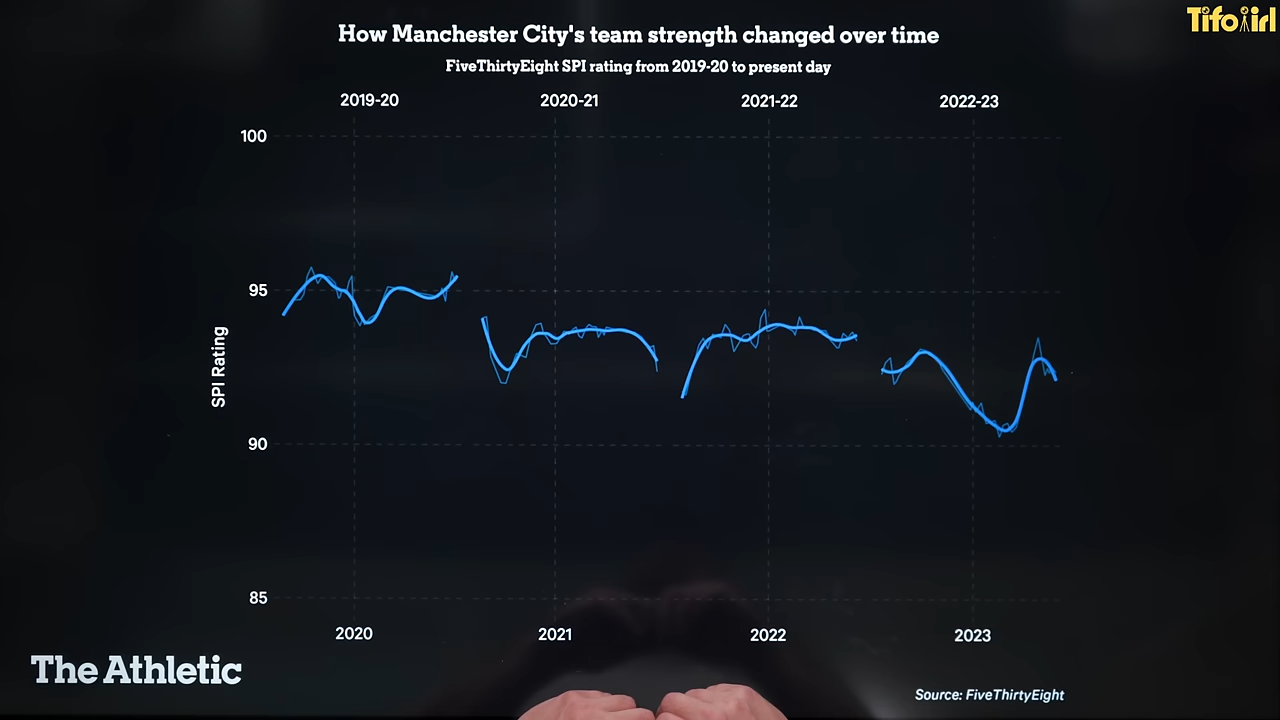 Tifo irl
How Manchester City's team strength changed over time
FiveThirtyEight SPI rating from 2019-20 to present day
2019-20 2020-21 2021-22 2022-23
100
95
90
85
SPI Rating
2020 2021 2022 2023
The Athletic
Source: FiveThirtyEight